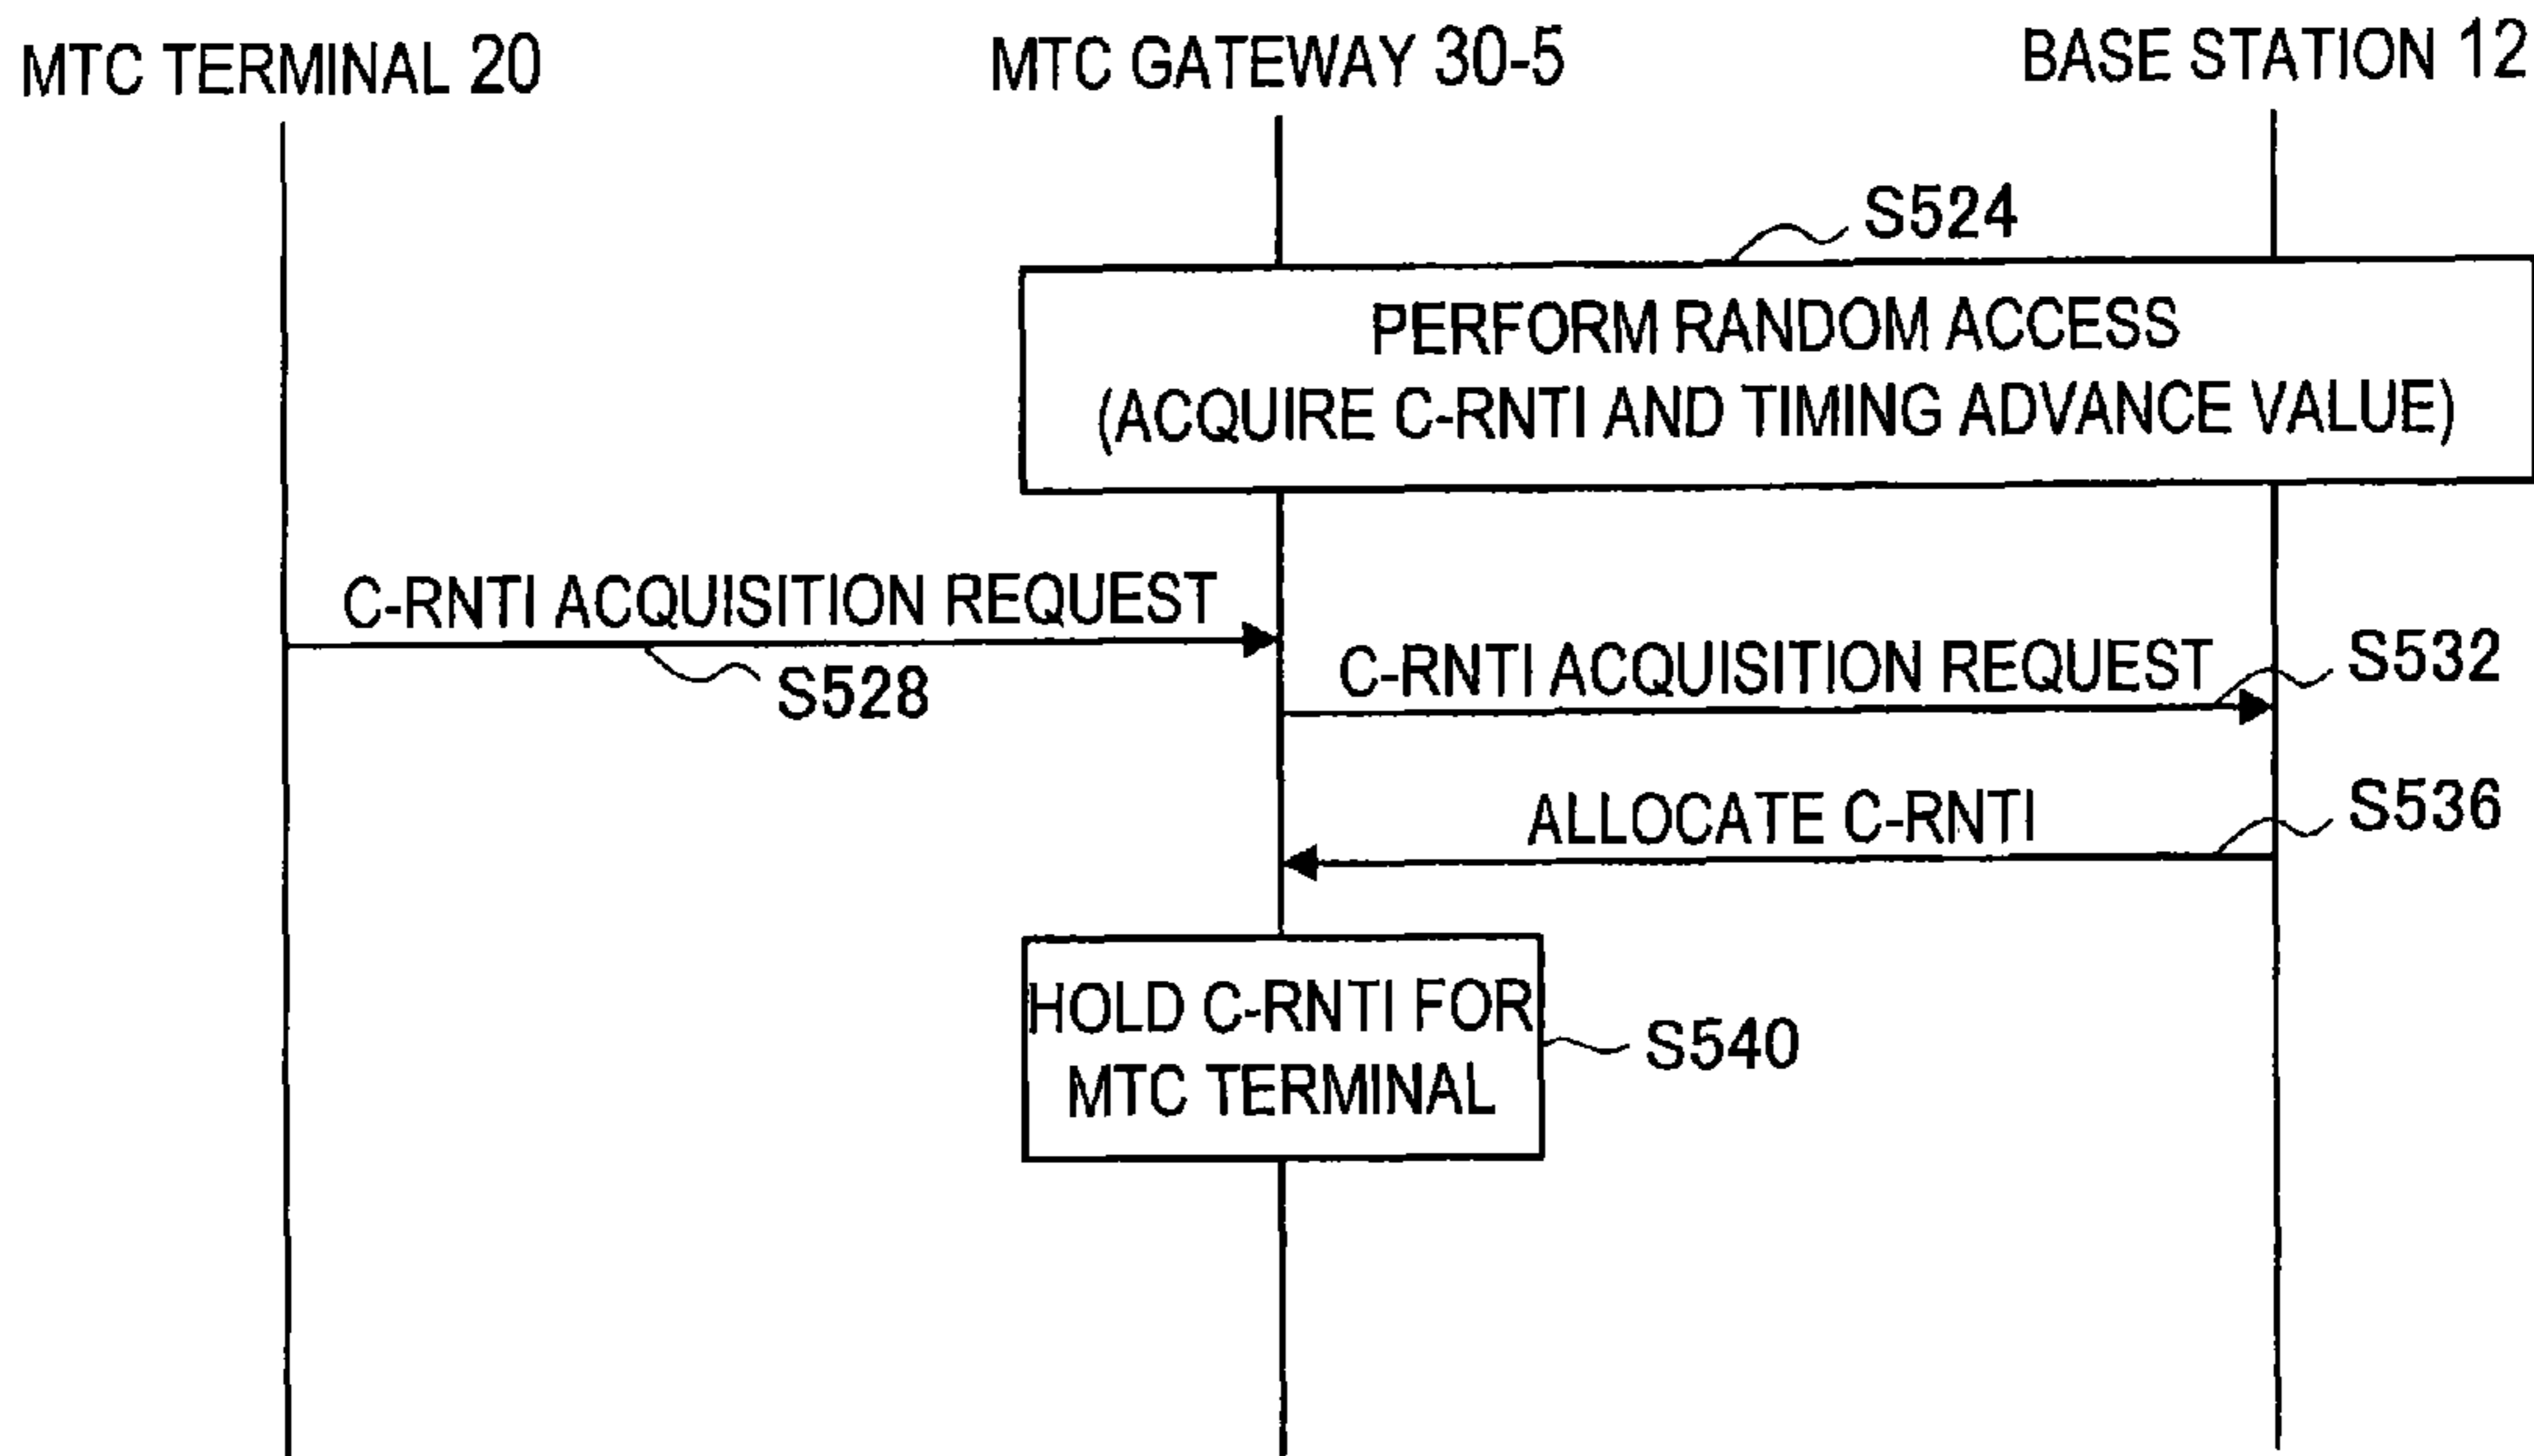 MTC TERMINAL 20
MTC GATEWAY 30-5
BASE STATION 12
S524
PERFORM RANDOM ACCESS
(ACQUIRE C-RNTI AND TIMING ADVANCE VALUE)
C-RNTI ACQUISITION REQUEST
S528
C-RNTI ACQUISITION REQUEST
S532
ALLOCATE C-RNTI
S536
HOLD C-RNTI FOR
MTC TERMINAL
S540